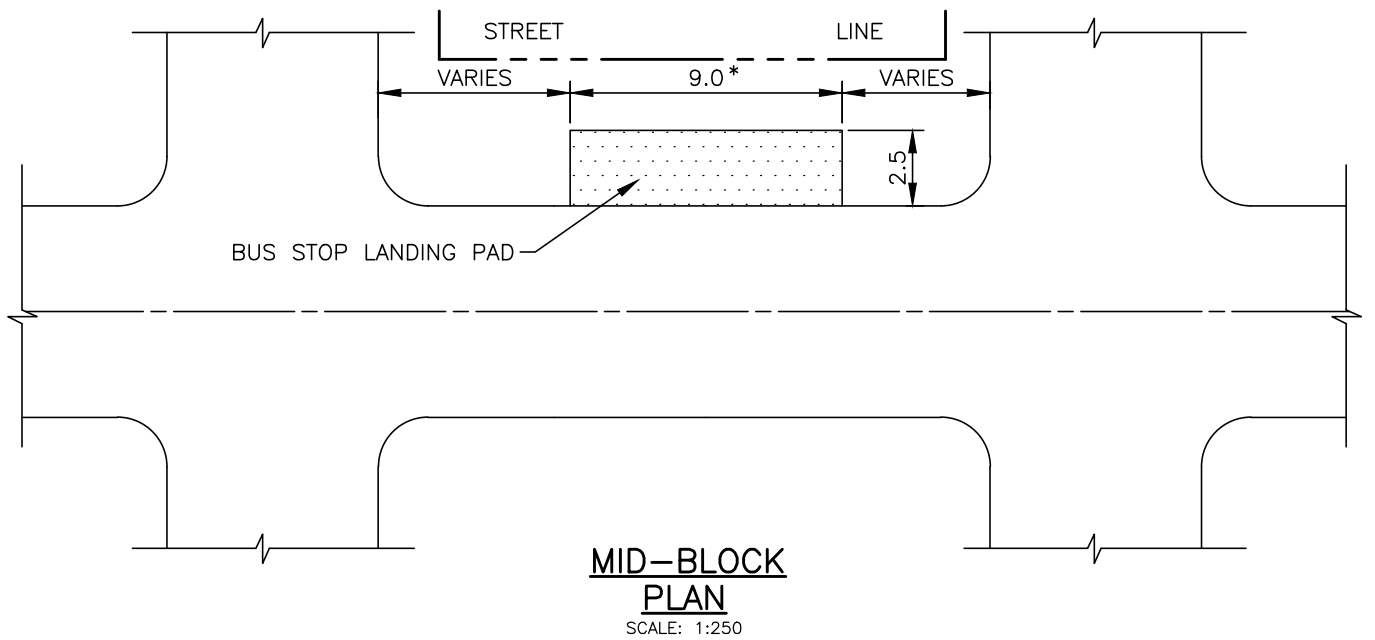 STREET LINE
VARIES 9.0* VARIES
2.5
BUS STOP LANDING PAD
MID-BLOCK
PLAN
SCALE: 1:250